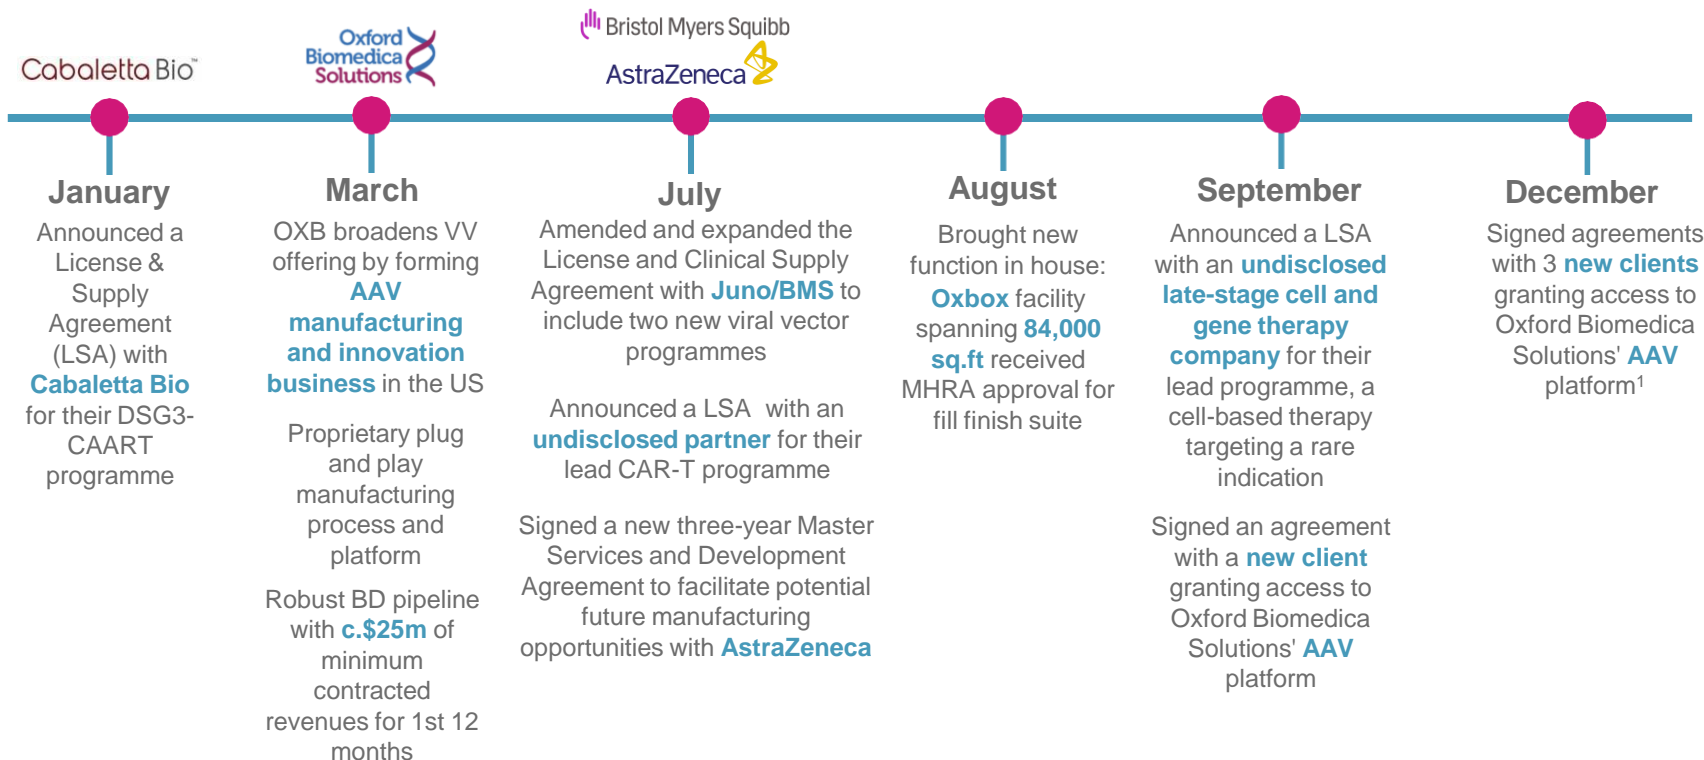 Cabaletta Bio™
Oxford
Biomedica
Solutions
Bristol Myers Squibb
AstraZeneca
January
Announced a
License &
Supply
Agreement
(LSA) with
Cabaletta Bio
for their DSG3-
CAART
programme
March
OXB broadens VV
offering by forming
AAV
manufacturing
and innovation
business in the US
Proprietary plug
and play
manufacturing
process and
platform
Robust BD pipeline
with c.$25m of
minimum
contracted
revenues for 1st 12
months
July
Amended and expanded the
License and Clinical Supply
Agreement with Juno/BMS to
include two new viral vector
programmes
Announced a LSA with an
undisclosed partner for their
lead CAR-T programme
Signed a new three-year Master
Services and Development
Agreement to facilitate potential
future manufacturing
opportunities with AstraZeneca
August
Brought new
function in house:
Oxbox facility
spanning 84,000
sq.ft received
MHRA approval for
fill finish suite
September
Announced a LSA
with an undisclosed
late-stage cell and
gene therapy
company for their
lead programme, a
cell-based therapy
targeting a rare
indication
Signed an agreement
with a new client
granting access to
Oxford Biomedica
Solutions' AAV
platform
December
Signed agreements
with 3 new clients
granting access to
Oxford Biomedica
Solutions' AAV
platform¹